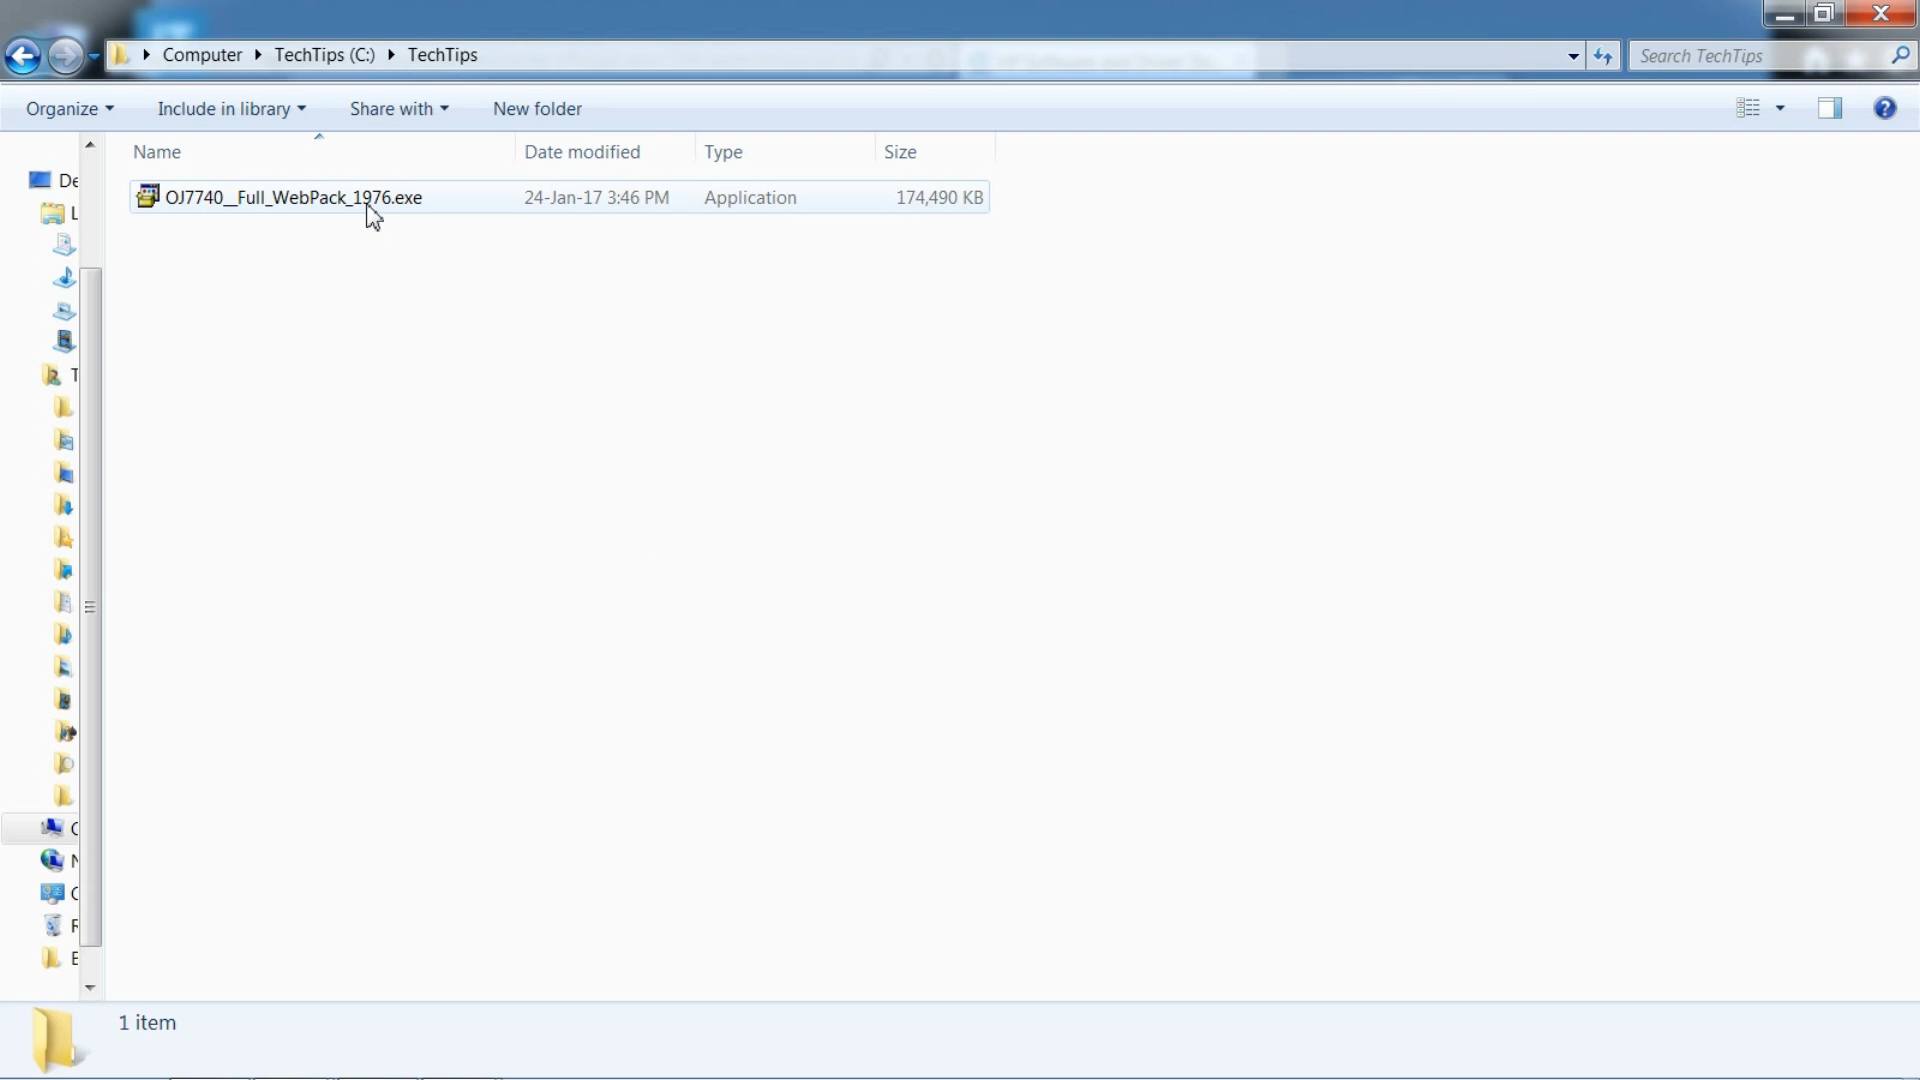 Computer TechTips (C:) TechTips
Search TechTips
Organize Include in library Share with New folder
Name Date modified Type Size
OJ7740__Full_WebPack_1976.exe 24-Jan-17 3:46 PM Application 174,490 KB
De
L
T
C
N
C
R
E
1 item